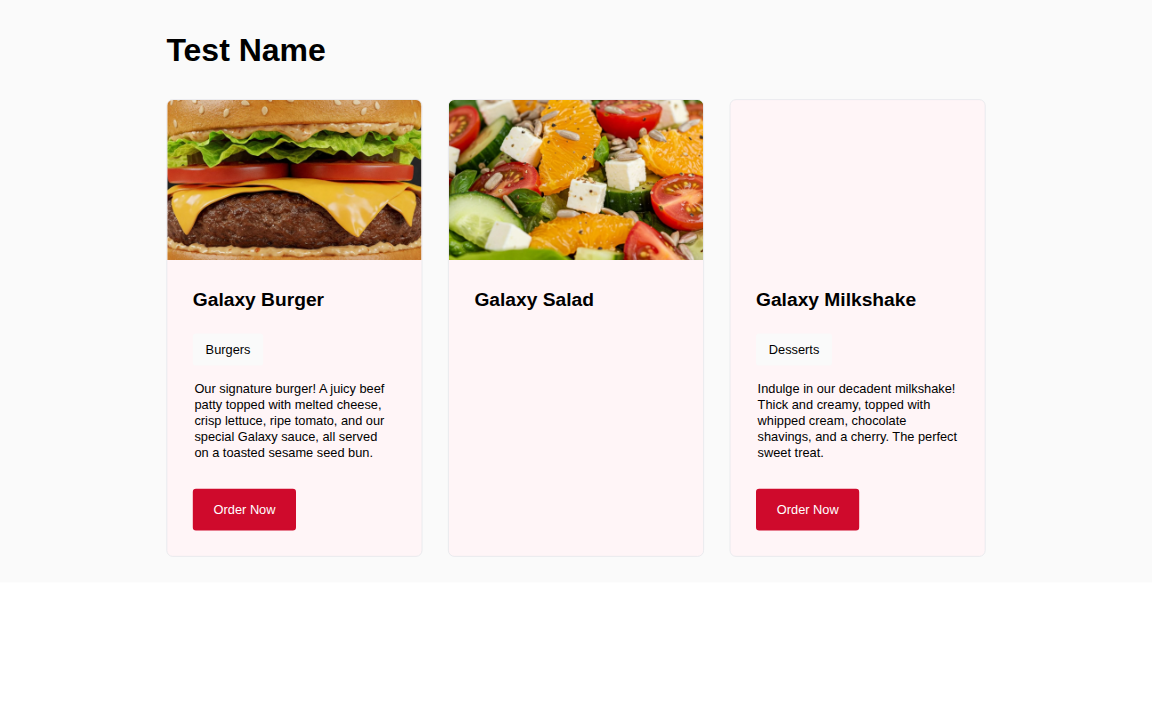 Test Name
Galaxy Burger
Burgers
Our signature burger! A juicy beef
patty topped with melted cheese,
crisp lettuce, ripe tomato, and our
special Galaxy sauce, all served
on a toasted sesame seed bun.
Order Now
Galaxy Salad
Galaxy Milkshake
Desserts
Indulge in our decadent milkshake!
Thick and creamy, topped with
whipped cream, chocolate
shavings, and a cherry. The perfect
sweet treat.
Order Now